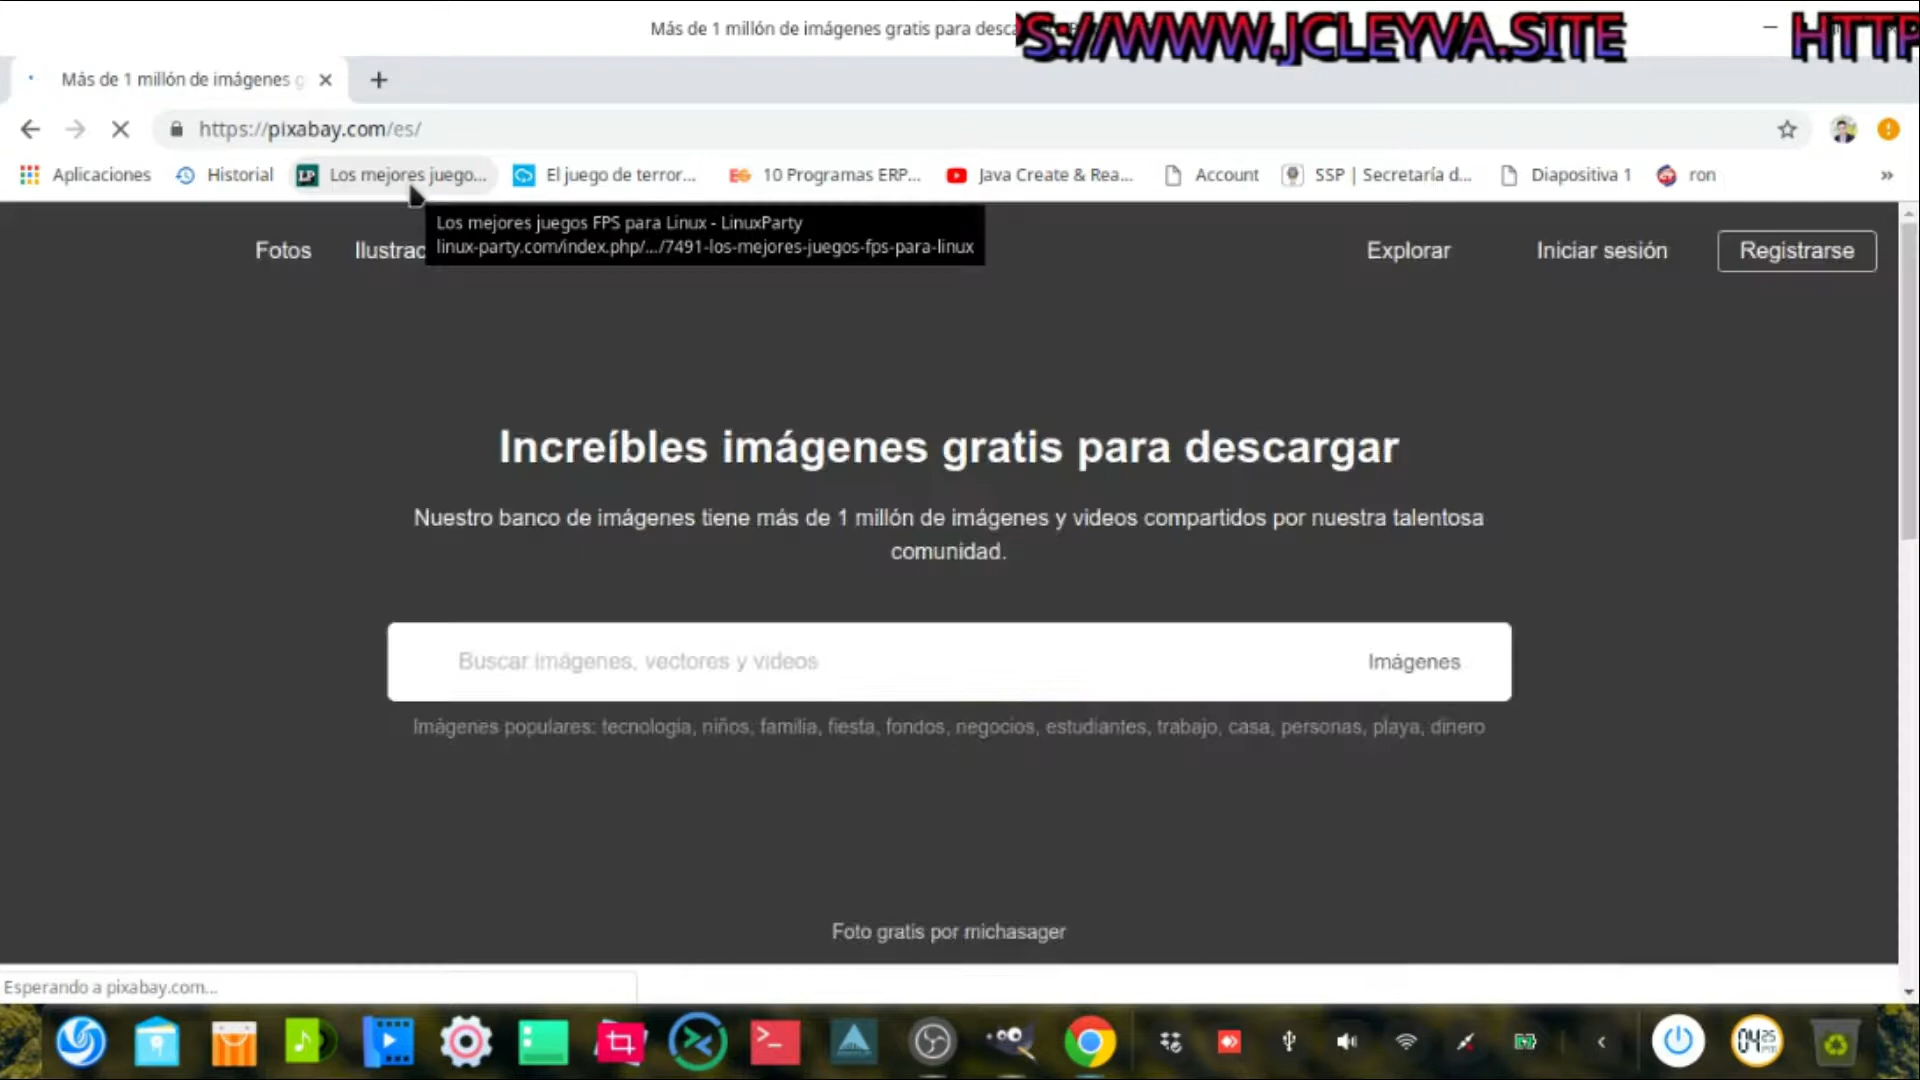 Más de 1 millón de imágenes gratis para desca
S://WWW.JCLEYVA.SITE
HTTP
Más de 1 millón de imágenes g
https://pixabay.com/es/
Aplicaciones
Historial
LP
Los mejores juego...
El juego de terror...
10 Programas ERP...
Java Create & Rea...
Account
SSP | Secretaría d...
Diapositiva 1
ron
»
Los mejores juegos FPS para Linux - LinuxParty
linux-party.com/index.php/.../7491-los-mejores-juegos-fps-para-linux
Fotos
Ilustrac
Explorar
Iniciar sesión
Registrarse
Increíbles imágenes gratis para descargar
Nuestro banco de imágenes tiene más de 1 millón de imágenes y videos compartidos por nuestra talentosa
comunidad.
Buscar imágenes, vectores y videos
Imágenes
Imágenes populares: tecnología, niños, familia, fiesta, fondos, negocios, estudiantes, trabajo, casa, personas, playa, dinero
Foto gratis por michasager
Esperando a pixabay.com...
04 25